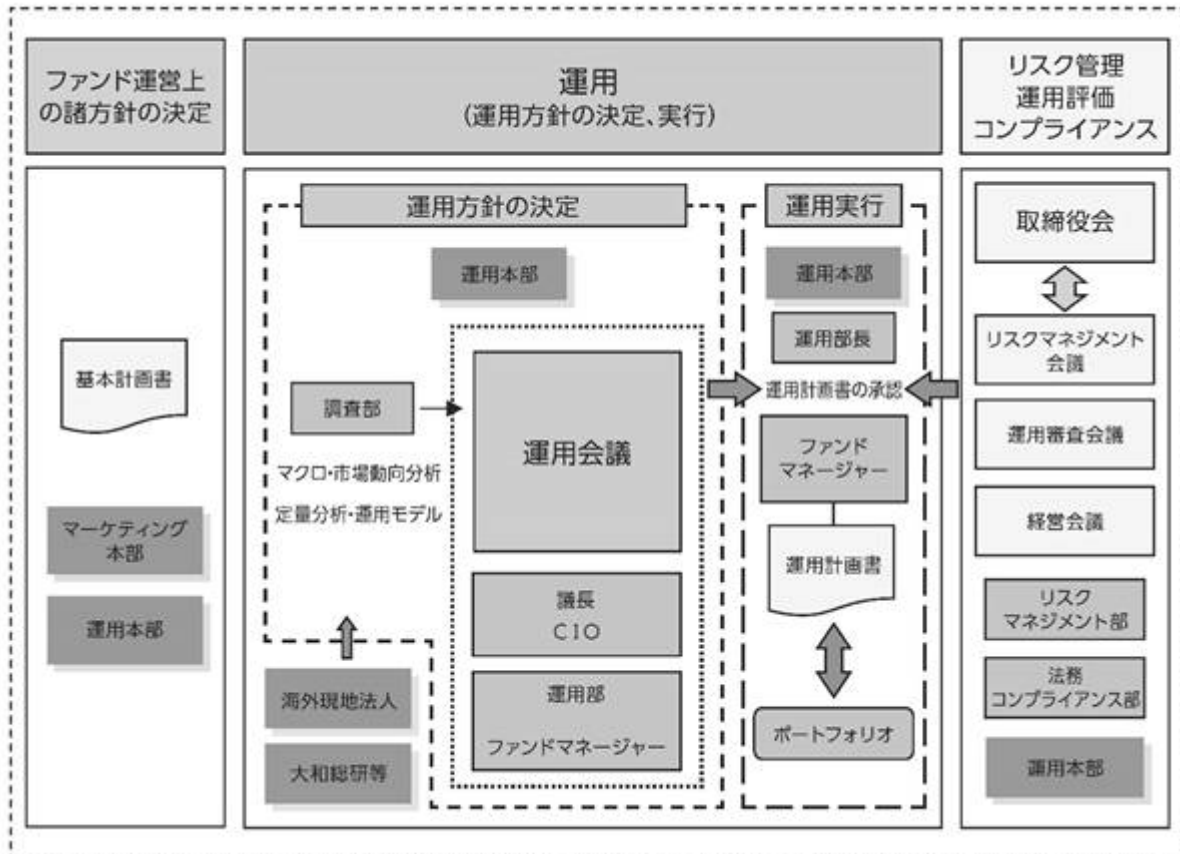 ファンド運営上
の諸方針の決定
運用
(運用方針の決定、実行)
リスク管理
運用評価
コンプライアンス
基本計画書
マーケティング
本部
運用本部
運用方針の決定
運用本部
調査部
マクロ・市場動向分析
定量分析・運用モデル
運用会議
議長
CIO
運用部
ファンドマネージャー
海外現地法人
大和総研等
運用実行
運用本部
運用部長
運用計画書の承認
ファンド
マネージャー
運用計画書
ポートフォリオ
取締役会
リスクマネジメント
会議
運用審査会議
経営会議
リスク
マネジメント部
法務
コンプライアンス部
運用本部